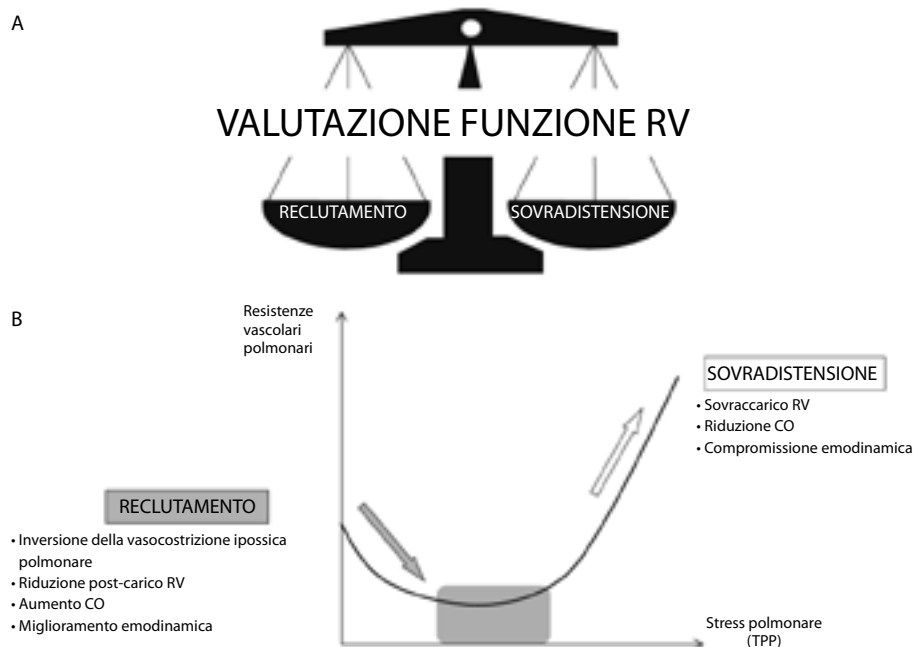 A
VALUTAZIONE FUNZIONE RV
RECLUTAMENTO
SOVRADISTENSIONE
B
Resistenze
vascolari
polmonari
SOVRADISTENSIONE
• Sovraccarico RV
• Riduzione CO
• Compromissione emodinamica
RECLUTAMENTO
• Inversione della vasocostrizione ipossica
polmonare
• Riduzione post-carico RV
• Aumento CO
• Miglioramento emodinamica
Stress polmonare
(TPP)